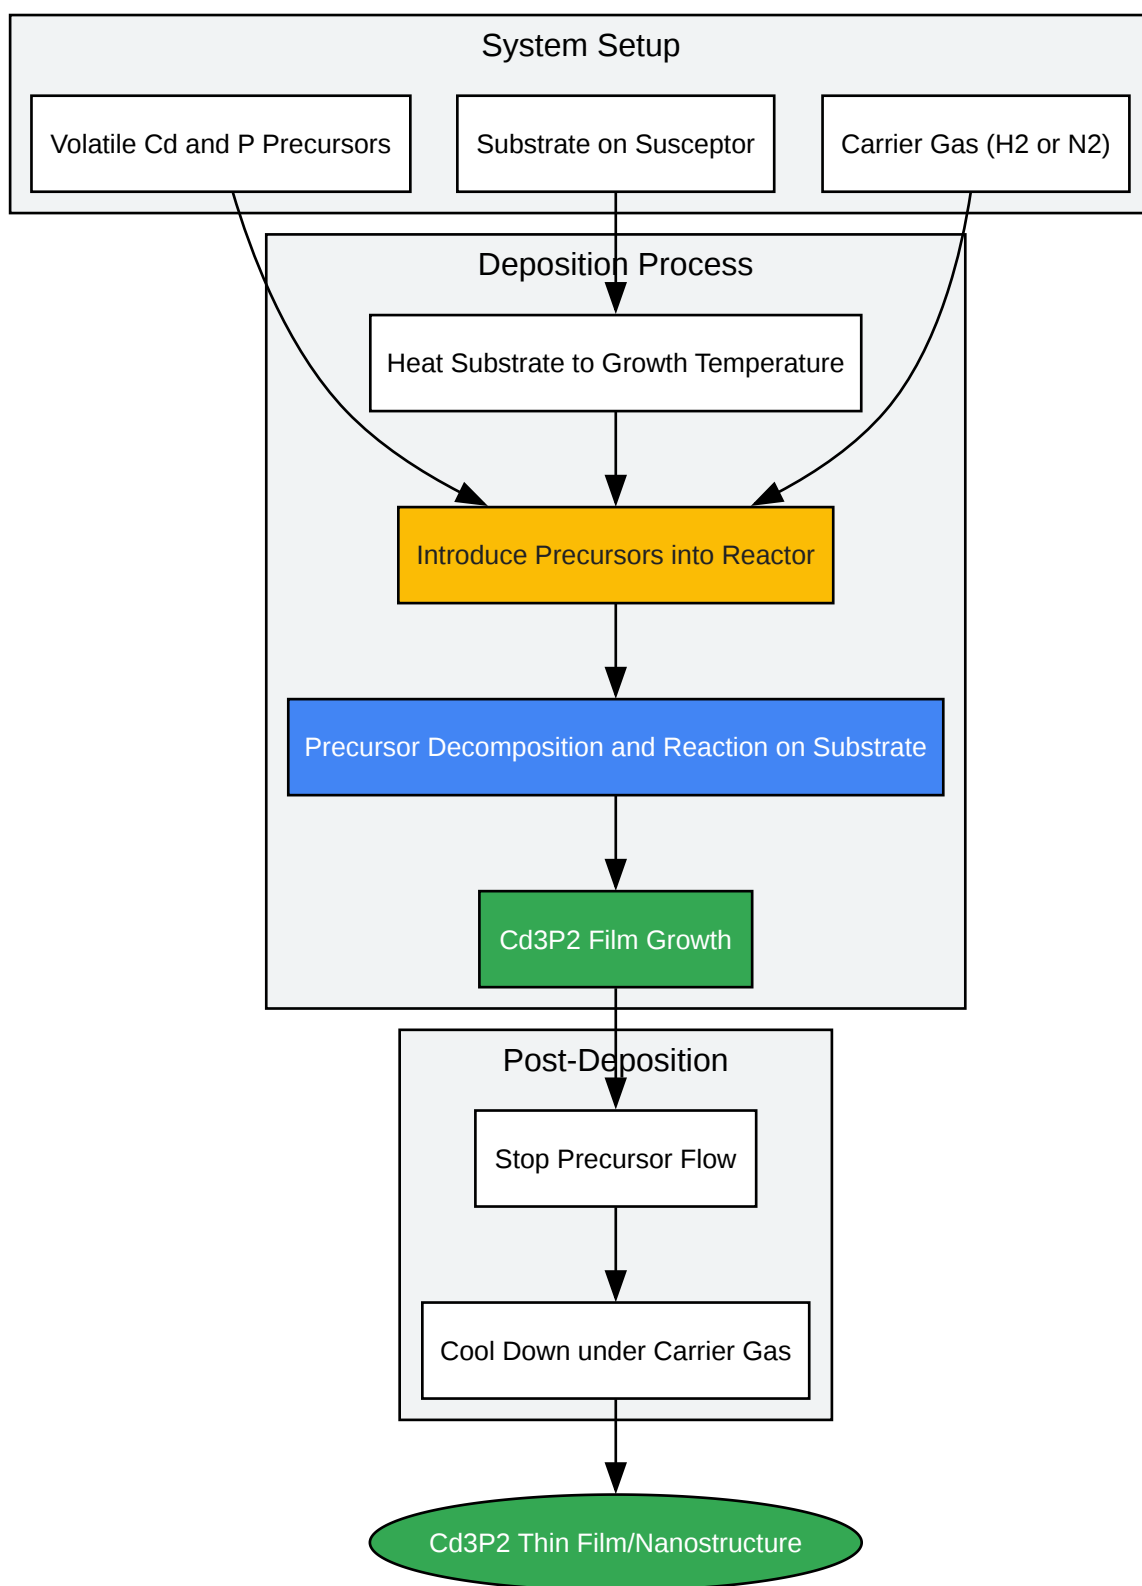 System Setup
Volatile Cd and P Precursors
Substrate on Susceptor
Carrier Gas (H2 or N2)
Deposition Process
Heat Substrate to Growth Temperature
Introduce Precursors into Reactor
Precursor Decomposition and Reaction on Substrate
Cd3P2 Film Growth
Post-Deposition
Stop Precursor Flow
Cool Down under Carrier Gas
Cd3P2 Thin Film/Nanostructure